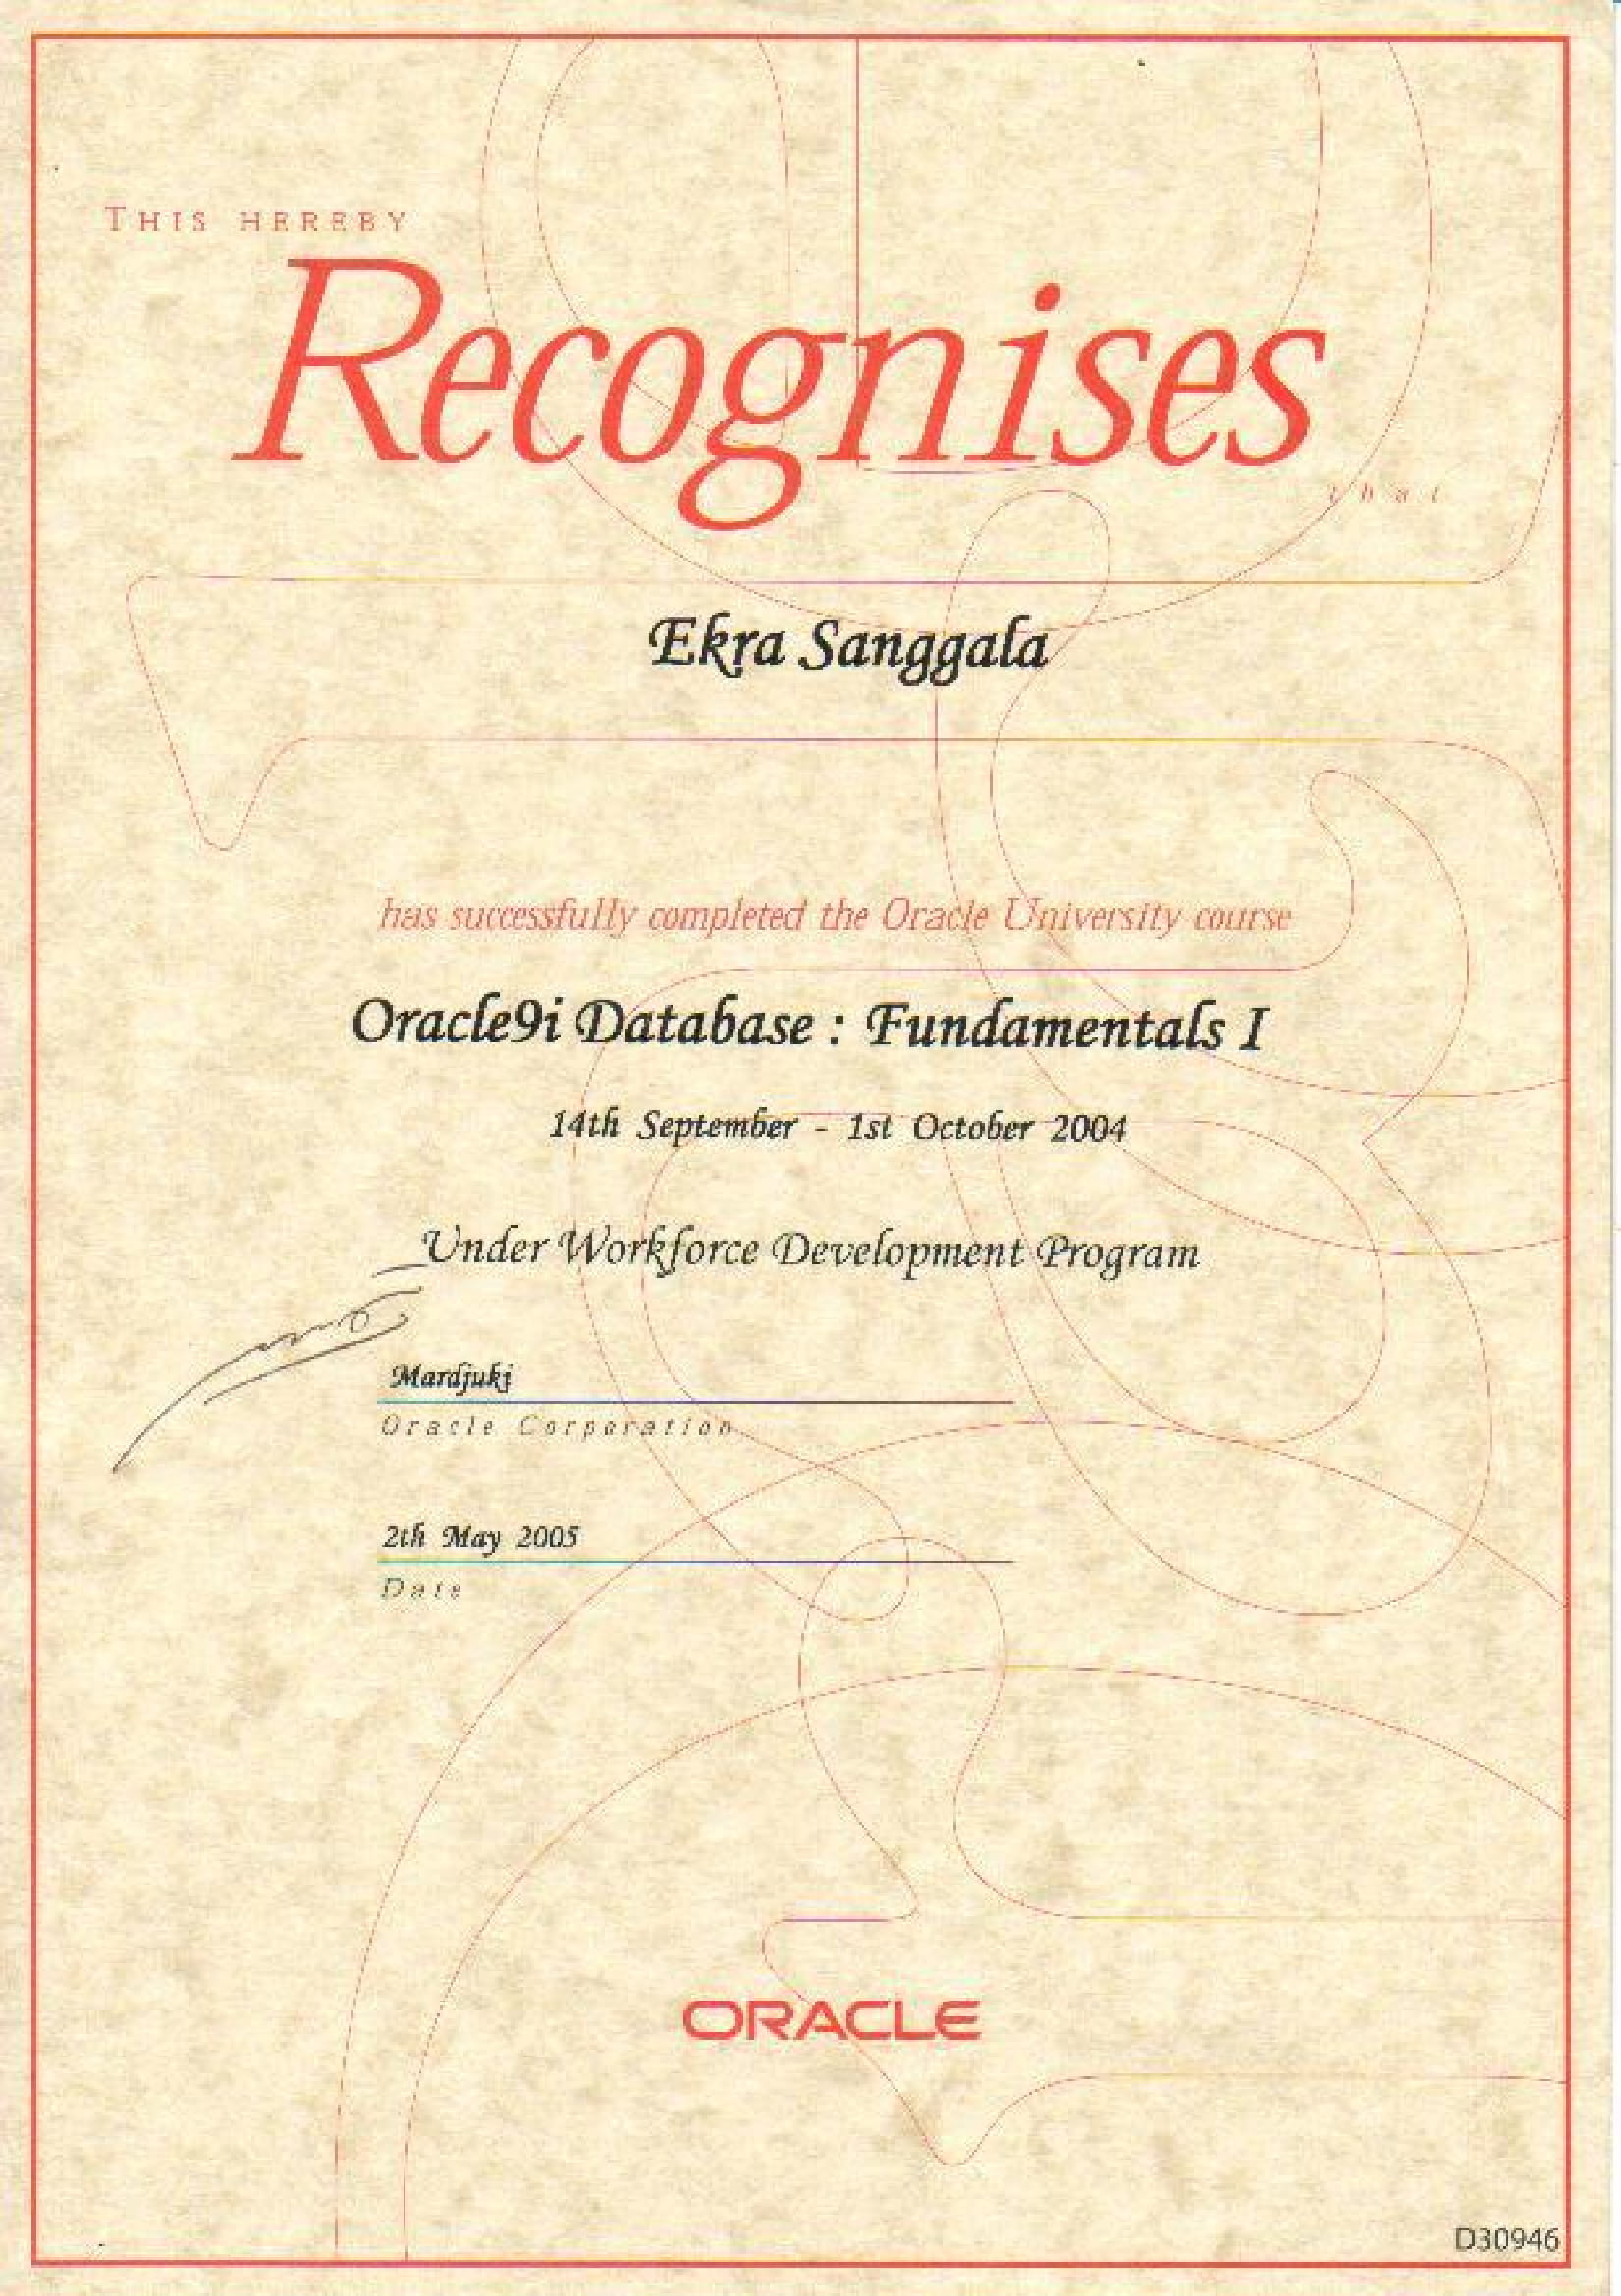 THIS HEREBY
Recognises
that
Ekra Sanggala
has successfully completed the Oracle University course
Oracle9i Database : Fundamentals I
14th September - 1st October 2004
Under Workforce Development Program
Mardjuki
Oracle Corporation
2th May 2005
Date
ORACLE
D30946